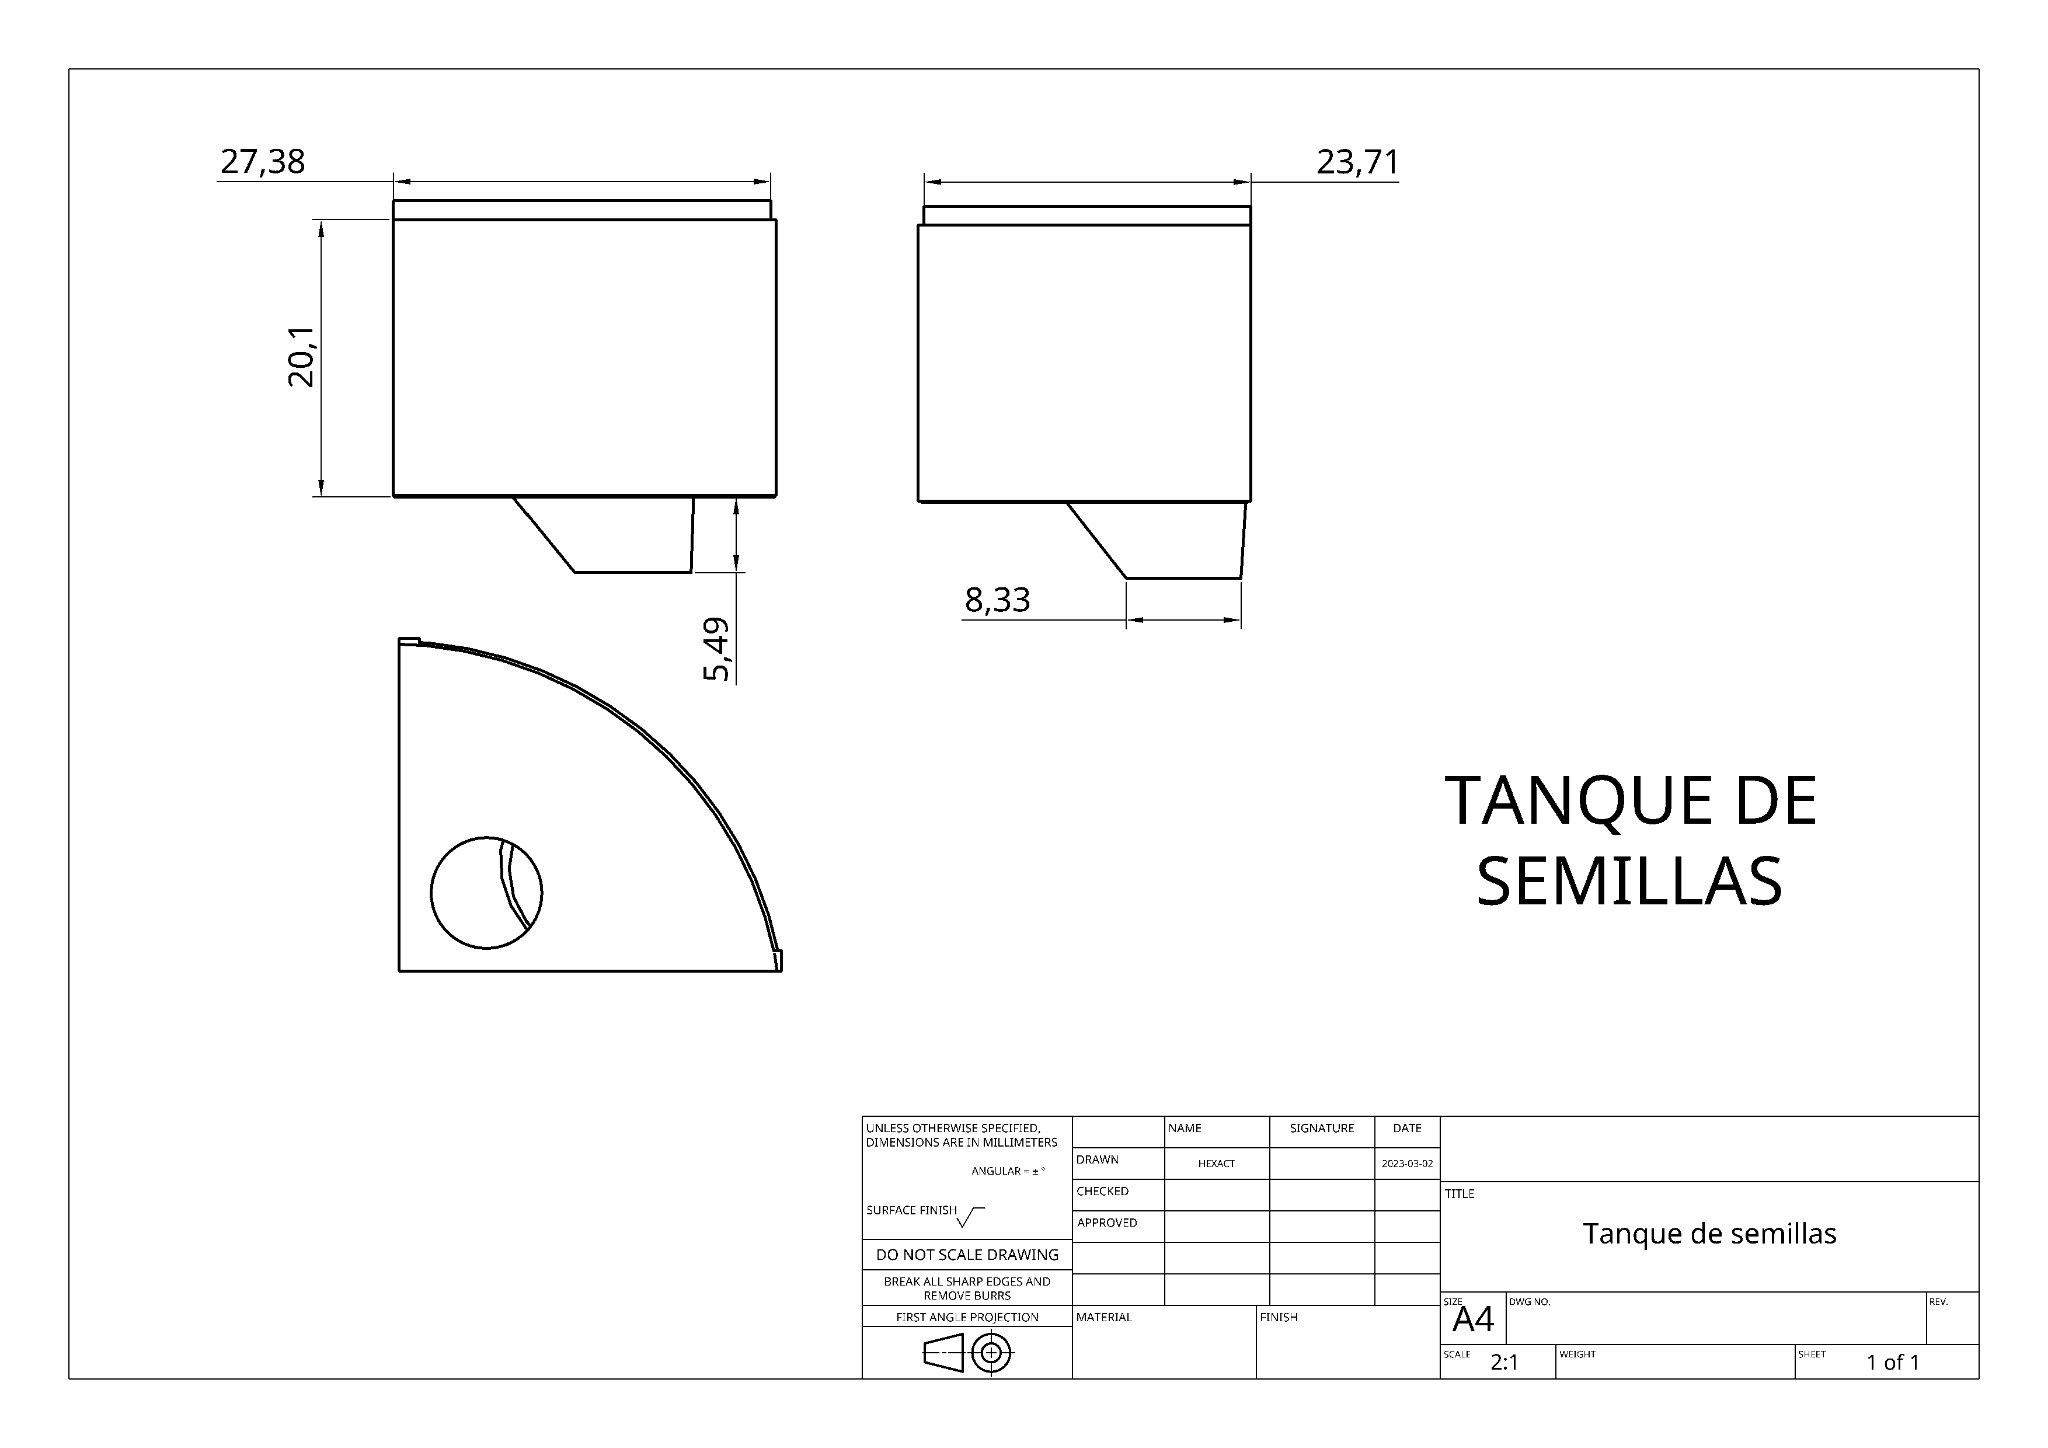 27,38
23,71
20,1
8,33
5,49
TANQUE DE
SEMILLAS
UNLESS OTHERWISE SPECIFIED,
DIMENSIONS ARE IN MILLIMETERS
ANGULAR = ± °
SURFACE FINISH
DO NOT SCALE DRAWING
BREAK ALL SHARP EDGES AND
REMOVE BURRS
FIRST ANGLE PROJECTION
NAME SIGNATURE DATE
DRAWN HEXACT 2023-03-02
CHECKED
APPROVED
MATERIAL FINISH
TITLE
Tanque de semillas
SIZE
A4
DWG NO.
REV.
SCALE 2:1
WEIGHT
SHEET 1 of 1